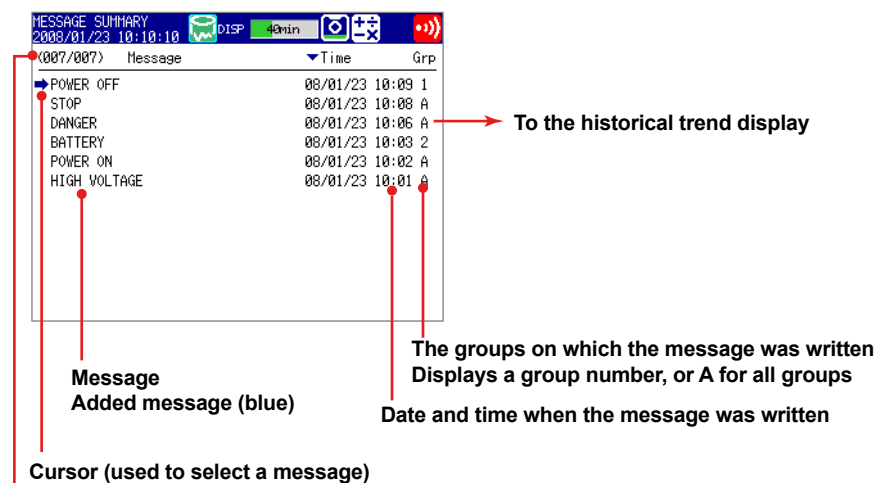 MESSAGE SUMMARY
2008/01/23 10:10:10 DISP 40min
(007/007) Message ▼Time Grp
POWER OFF 08/01/23 10:09 1
STOP 08/01/23 10:08 A
DANGER 08/01/23 10:06 A
To the historical trend display
BATTERY 08/01/23 10:03 2
POWER ON 08/01/23 10:02 A
HIGH VOLTAGE 08/01/23 10:01 A
The groups on which the message was written
Displays a group number, or A for all groups
Message
Added message (blue)
Date and time when the message was written
Cursor (used to select a message)